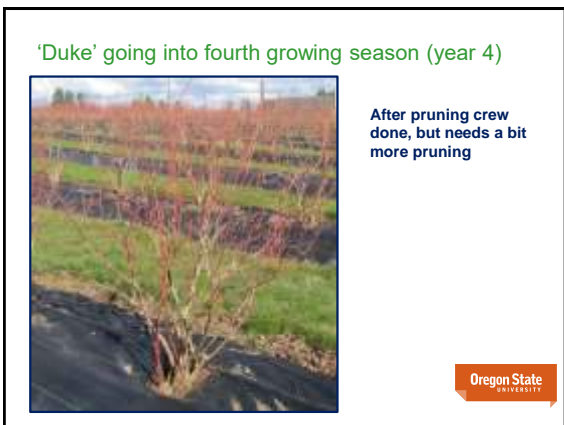 ‘Duke’ going into fourth growing season (year 4)
After pruning crew
done, but needs a bit
more pruning
Oregon State
UNIVERSITY